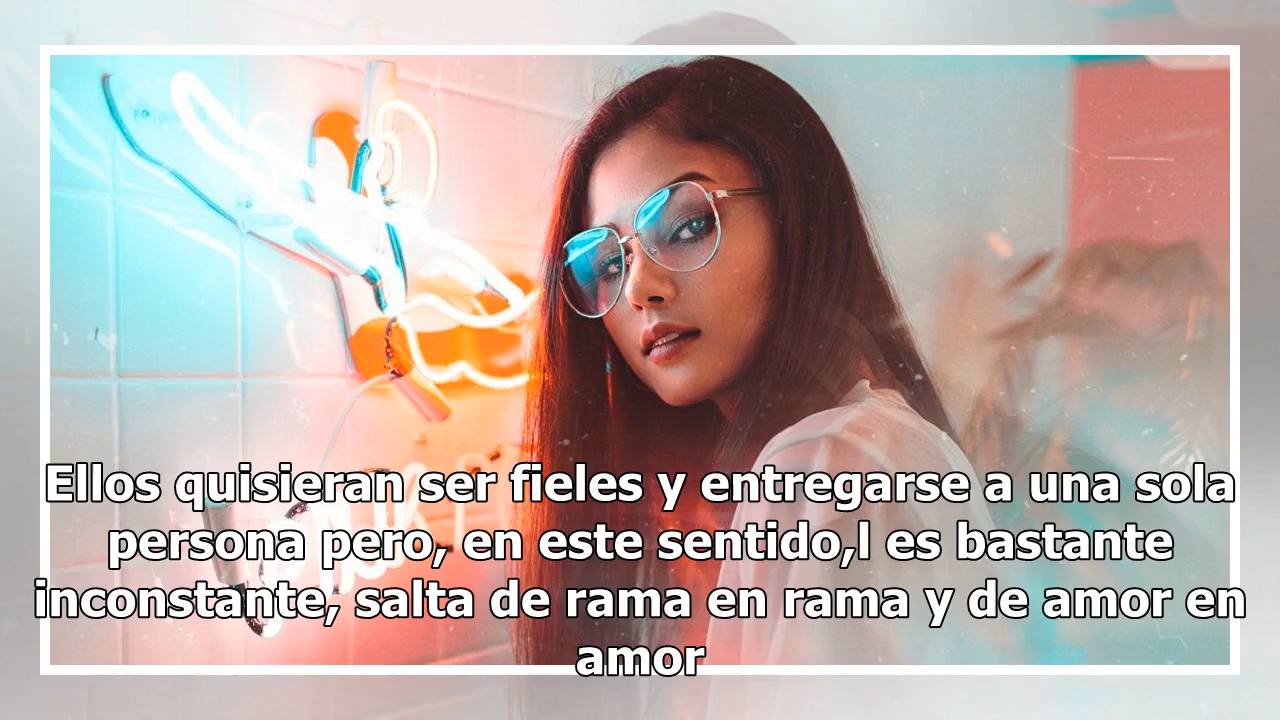 Ellos quisieran ser fieles y entregarse a una sola
persona pero, en este sentido,l es bastante
inconstante, salta de rama en rama y de amor en
amor